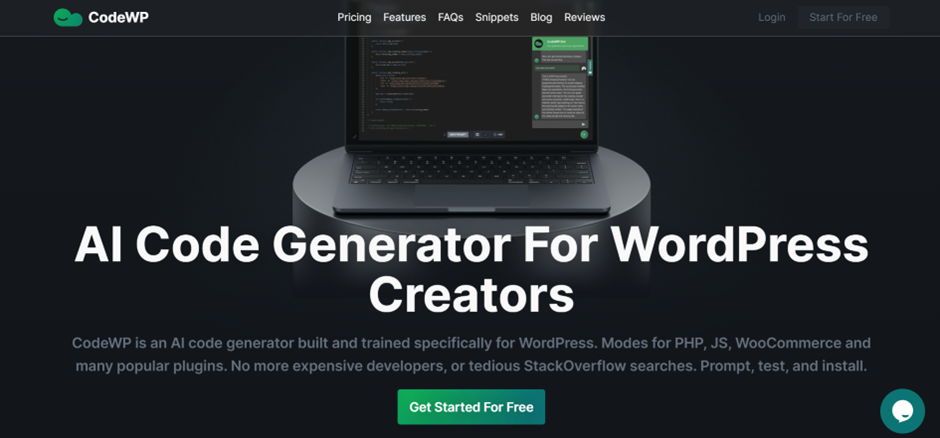 CodeWP
Pricing Features FAQs Snippets Blog Reviews
Login Start For Free
AI Code Generator For WordPress
Creators
CodeWP is an AI code generator built and trained specifically for WordPress. Modes for PHP, JS, WooCommerce and
many popular plugins. No more expensive developers, or tedious StackOverflow searches. Prompt, test, and install.
Get Started For Free